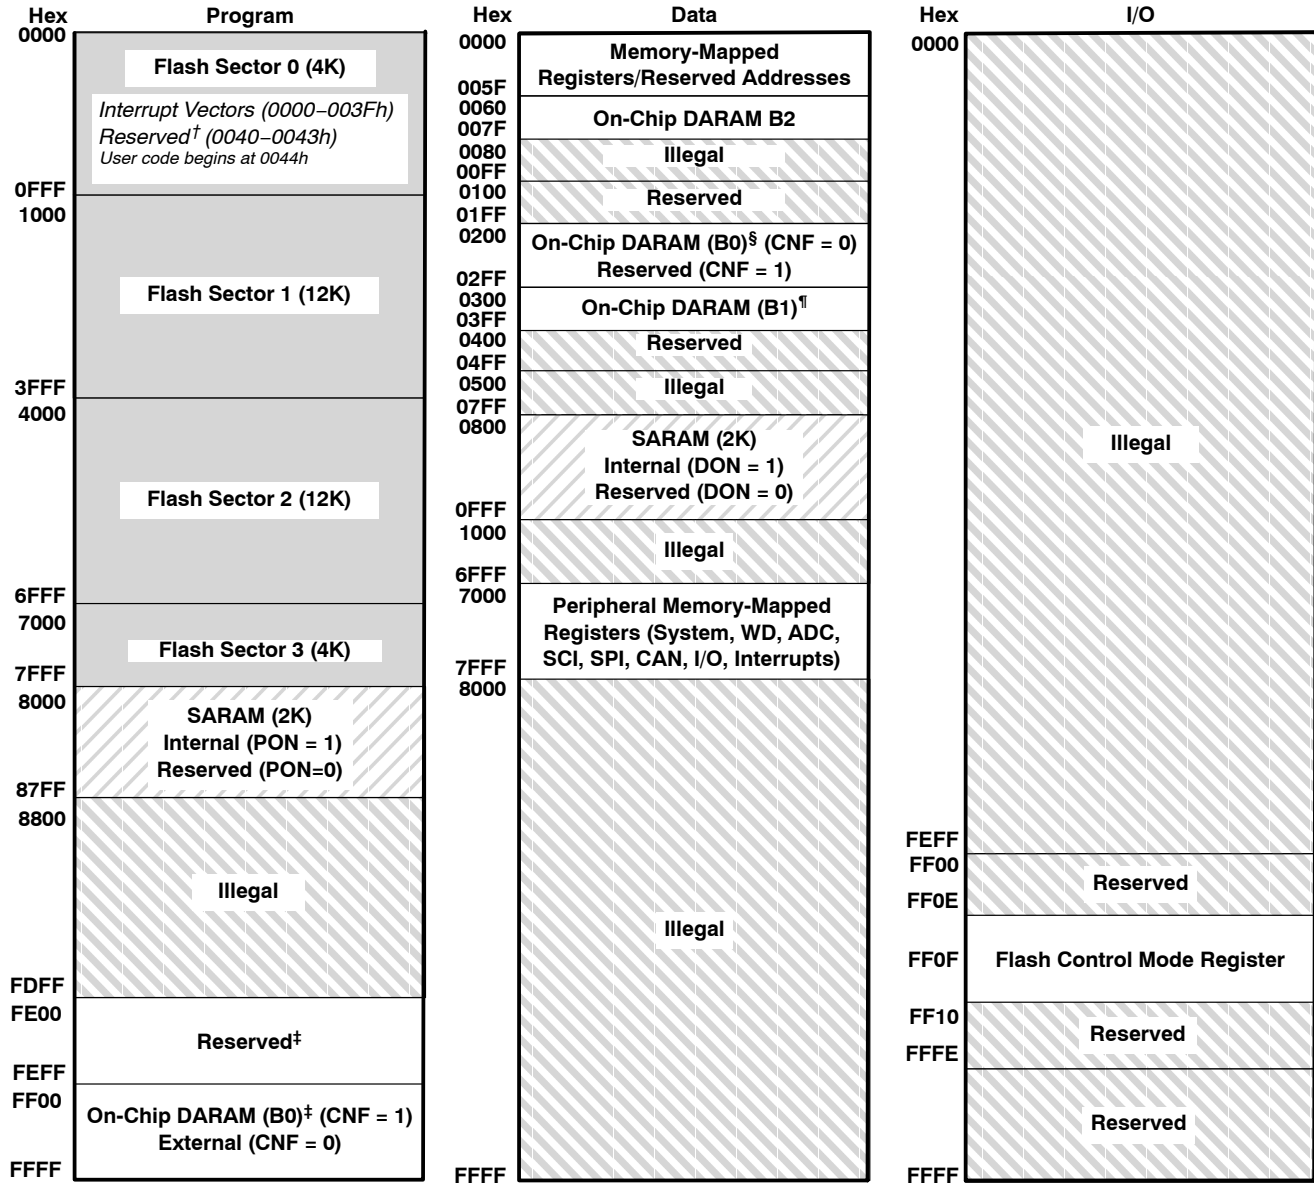 Hex Program
0000
Flash Sector 0 (4K)
Interrupt Vectors (0000–003Fh)
Reserved† (0040–0043h)
User code begins at 0044h
0FFF
1000
Flash Sector 1 (12K)
3FFF
4000
Flash Sector 2 (12K)
6FFF
7000
Flash Sector 3 (4K)
7FFF
8000
SARAM (2K)
Internal (PON = 1)
Reserved (PON=0)
87FF
8800
Illegal
FDFF
FE00
Reserved‡
FEFF
FF00
On-Chip DARAM (B0)‡ (CNF = 1)
External (CNF = 0)
FFFF
Hex Data
0000
Memory-Mapped
Registers/Reserved Addresses
005F
0060
On-Chip DARAM B2
007F
0080
Illegal
00FF
0100
Reserved
01FF
0200
On-Chip DARAM (B0)§ (CNF = 0)
Reserved (CNF = 1)
02FF
0300
On-Chip DARAM (B1)¶
03FF
0400
Reserved
04FF
0500
Illegal
07FF
0800
SARAM (2K)
Internal (DON = 1)
Reserved (DON = 0)
0FFF
1000
Illegal
6FFF
7000
Peripheral Memory-Mapped
Registers (System, WD, ADC,
SCI, SPI, CAN, I/O, Interrupts)
7FFF
8000
Illegal
FFFF
Hex I/O
0000
Illegal
FEFF
FF00
Reserved
FF0E
FF0F Flash Control Mode Register
FF10
Reserved
FFFE
Reserved
FFFF